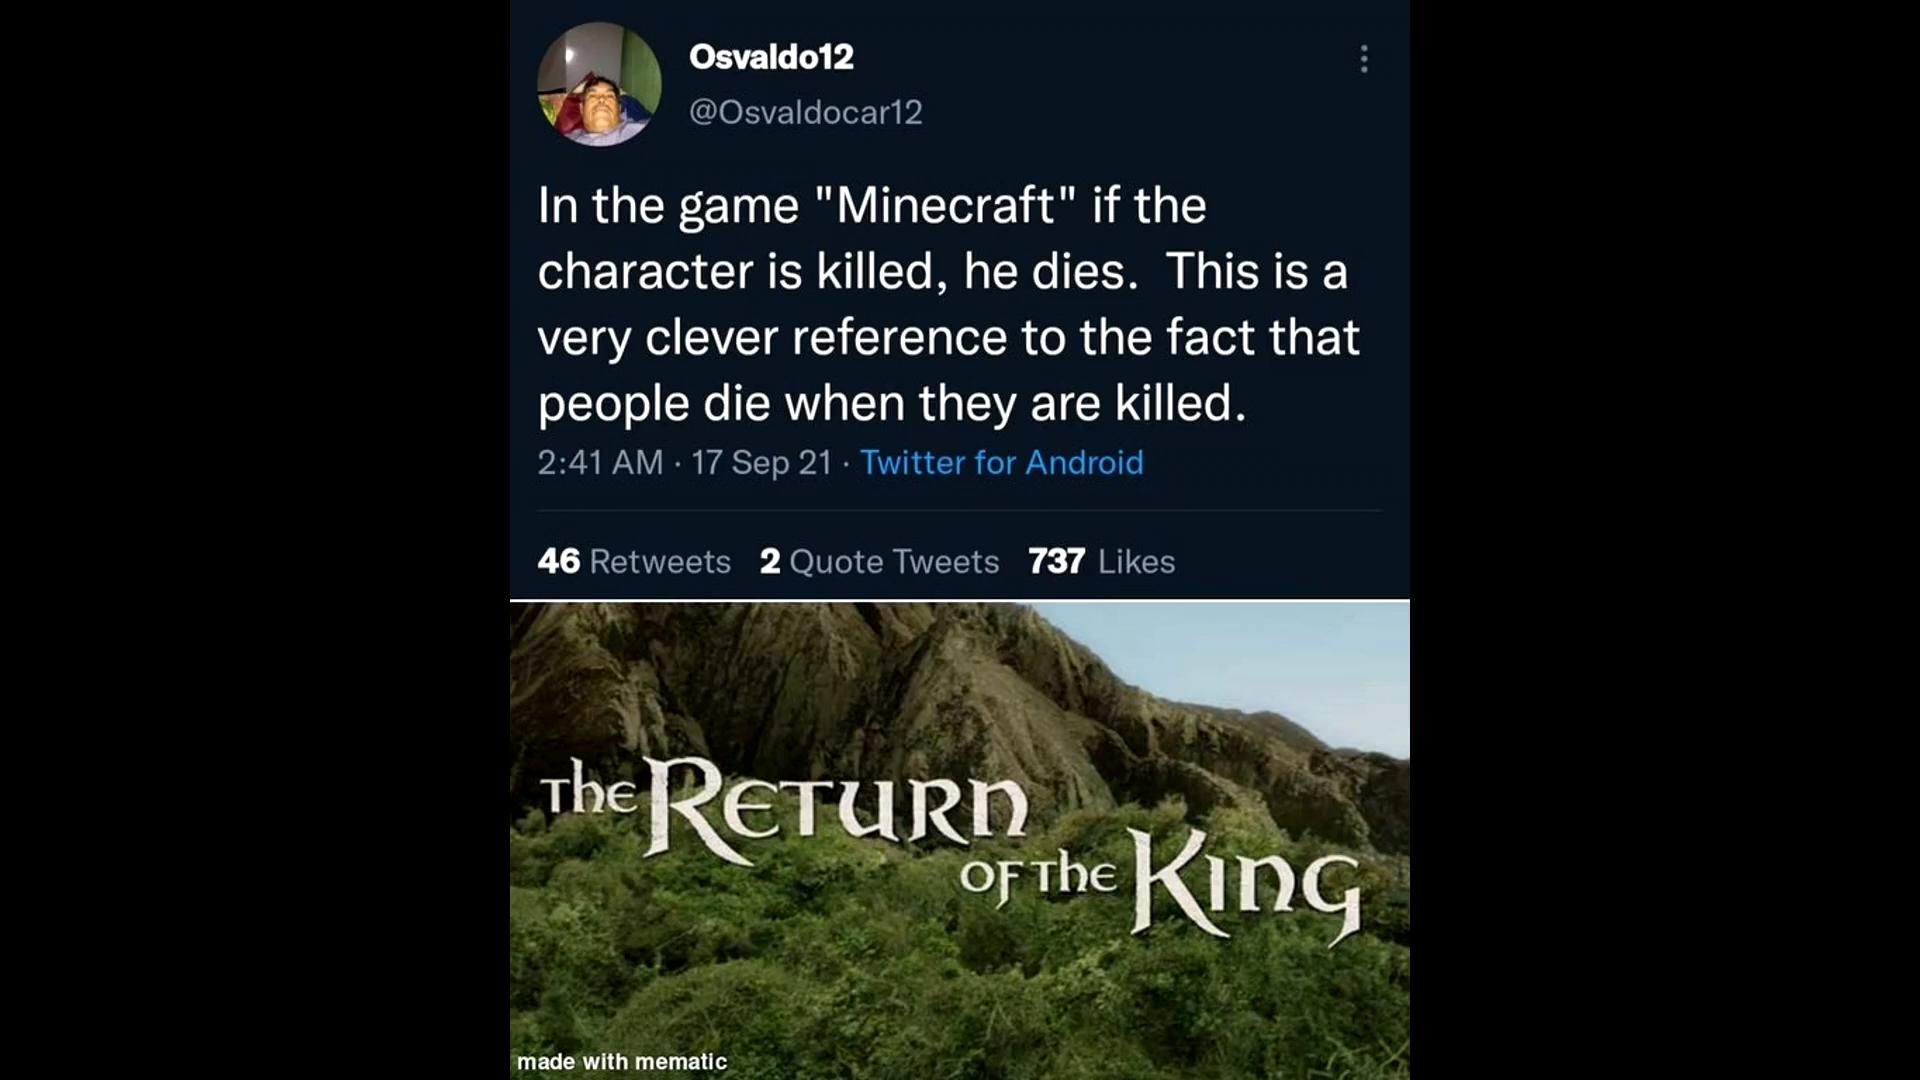 Osvaldo12
@Osvaldocar12
In the game "Minecraft" if the
character is killed, he dies.  This is a
very clever reference to the fact that
people die when they are killed.
2:41 AM · 17 Sep 21 · Twitter for Android
46 Retweets  2 Quote Tweets  737 Likes
The Return
of the King
made with mematic